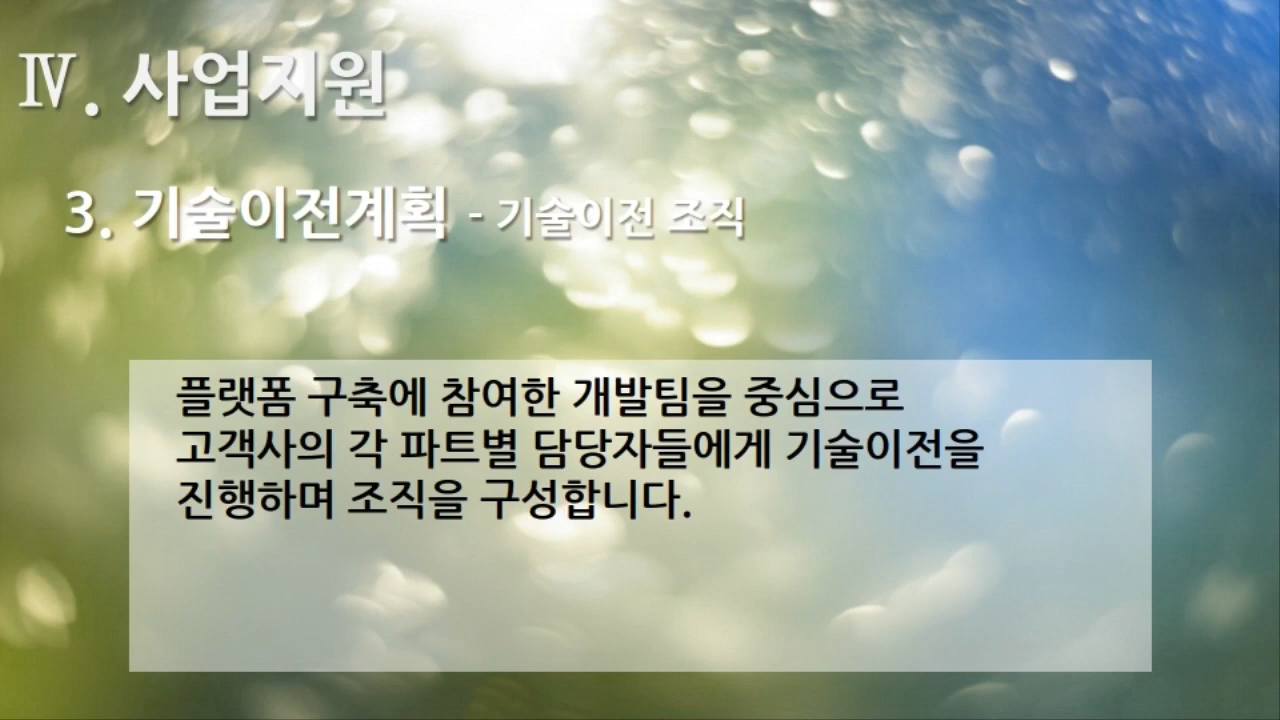 Ⅳ. 사업지원
3. 기술이전계획 - 기술이전 조직
플랫폼 구축에 참여한 개발팀을 중심으로
고객사의 각 파트별 담당자들에게 기술이전을
진행하며 조직을 구성합니다.